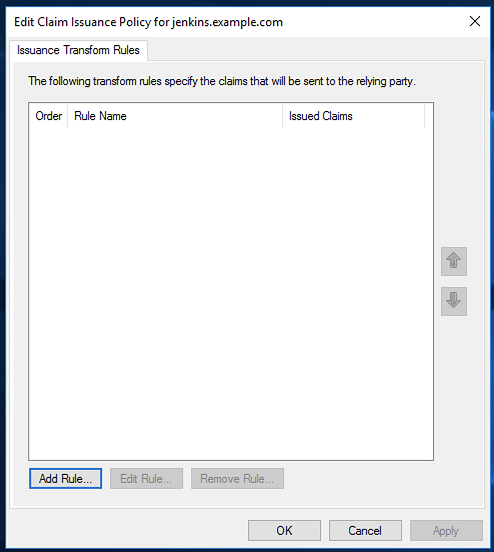 Edit Claim Issuance Policy for jenkins.example.com
Issuance Transform Rules
The following transform rules specify the claims that will be sent to the relying party.
Order Rule Name Issued Claims
Add Rule... Edit Rule... Remove Rule...
OK Cancel Apply